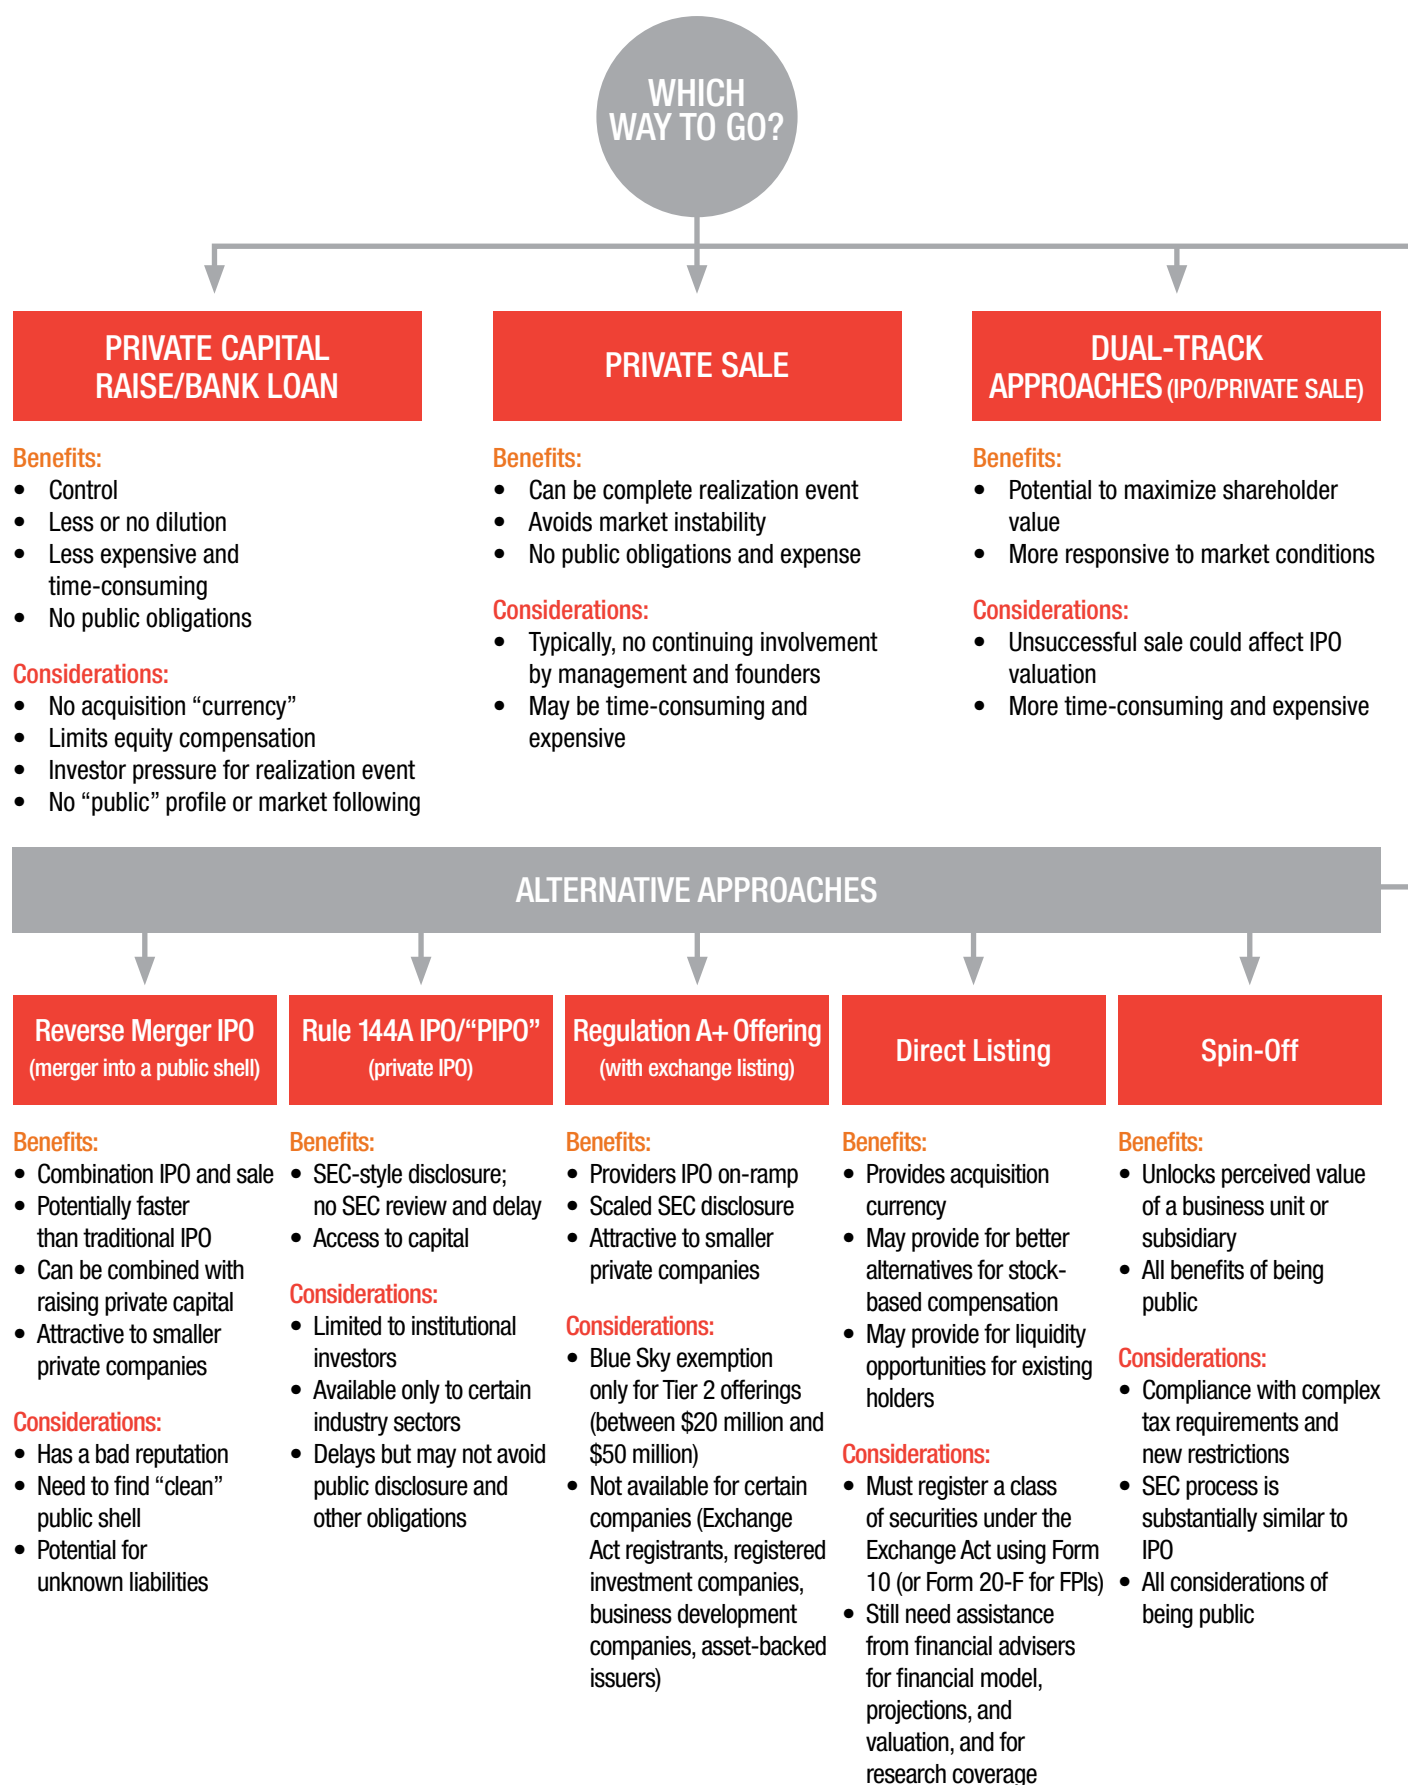 WHICH
WAY TO GO?
PRIVATE CAPITAL
RAISE/BANK LOAN
Benefits:
• Control
• Less or no dilution
• Less expensive and
time-consuming
• No public obligations
Considerations:
• No acquisition “currency”
• Limits equity compensation
• Investor pressure for realization event
• No “public” profile or market following
PRIVATE SALE
Benefits:
• Can be complete realization event
• Avoids market instability
• No public obligations and expense
Considerations:
• Typically, no continuing involvement
by management and founders
• May be time-consuming and
expensive
DUAL-TRACK
APPROACHES (IPO/PRIVATE SALE)
Benefits:
• Potential to maximize shareholder
value
• More responsive to market conditions
Considerations:
• Unsuccessful sale could affect IPO
valuation
• More time-consuming and expensive
ALTERNATIVE APPROACHES
Reverse Merger IPO
(merger into a public shell)
Benefits:
• Combination IPO and sale
• Potentially faster
than traditional IPO
• Can be combined with
raising private capital
• Attractive to smaller
private companies
Considerations:
• Has a bad reputation
• Need to find “clean”
public shell
• Potential for
unknown liabilities
Rule 144A IPO/“PIPO”
(private IPO)
Benefits:
• SEC-style disclosure;
no SEC review and delay
• Access to capital
Considerations:
• Limited to institutional
investors
• Available only to certain
industry sectors
• Delays but may not avoid
public disclosure and
other obligations
Regulation A+ Offering
(with exchange listing)
Benefits:
• Providers IPO on-ramp
• Scaled SEC disclosure
• Attractive to smaller
private companies
Considerations:
• Blue Sky exemption
only for Tier 2 offerings
(between $20 million and
$50 million)
• Not available for certain
companies (Exchange
Act registrants, registered
investment companies,
business development
companies, asset-backed
issuers)
Direct Listing
Benefits:
• Provides acquisition
currency
• May provide for better
alternatives for stock-
based compensation
• May provide for liquidity
opportunities for existing
holders
Considerations:
• Must register a class
of securities under the
Exchange Act using Form
10 (or Form 20-F for FPIs)
• Still need assistance
from financial advisers
for financial model,
projections, and
valuation, and for
research coverage
Spin-Off
Benefits:
• Unlocks perceived value
of a business unit or
subsidiary
• All benefits of being
public
Considerations:
• Compliance with complex
tax requirements and
new restrictions
• SEC process is
substantially similar to
IPO
• All considerations of
being public